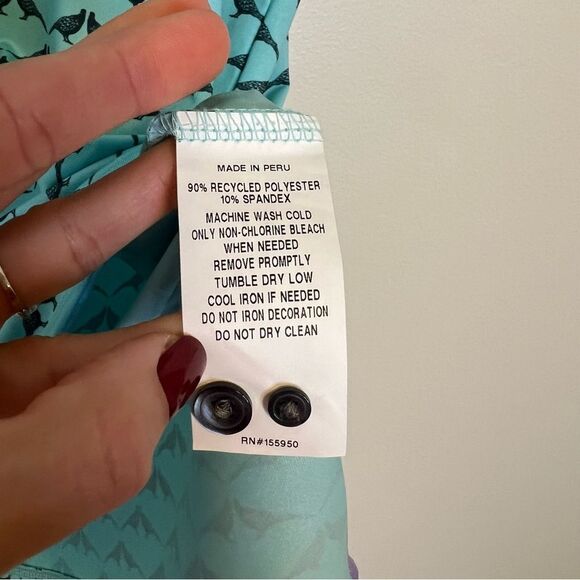 MADE IN PERU
90% RECYCLED POLYESTER
10% SPANDEX
MACHINE WASH COLD
ONLY NON-CHLORINE BLEACH
WHEN NEEDED
REMOVE PROMPTLY
TUMBLE DRY LOW
COOL IRON IF NEEDED
DO NOT IRON DECORATION
DO NOT DRY CLEAN
RN#155950